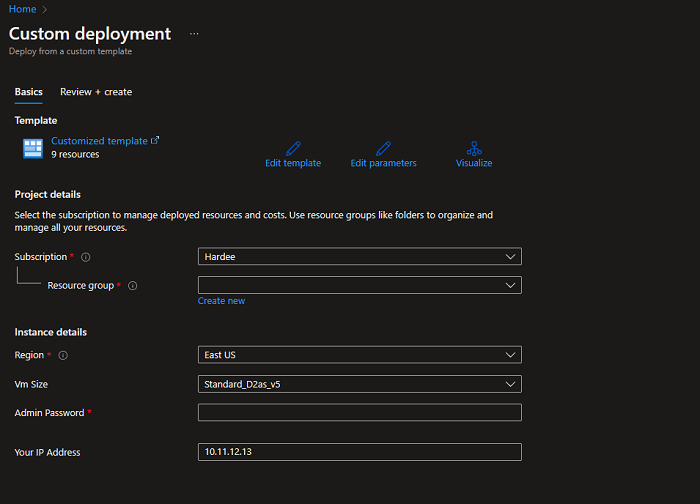 Home >
Custom deployment ...
Deploy from a custom template
Basics Review + create
Template
Customized template
9 resources
Edit template Edit parameters Visualize
Project details
Select the subscription to manage deployed resources and costs. Use resource groups like folders to organize and
manage all your resources.
Subscription * Hardee
Resource group *
Create new
Instance details
Region * East US
Vm Size Standard_D2as_v5
Admin Password *
Your IP Address 10.11.12.13